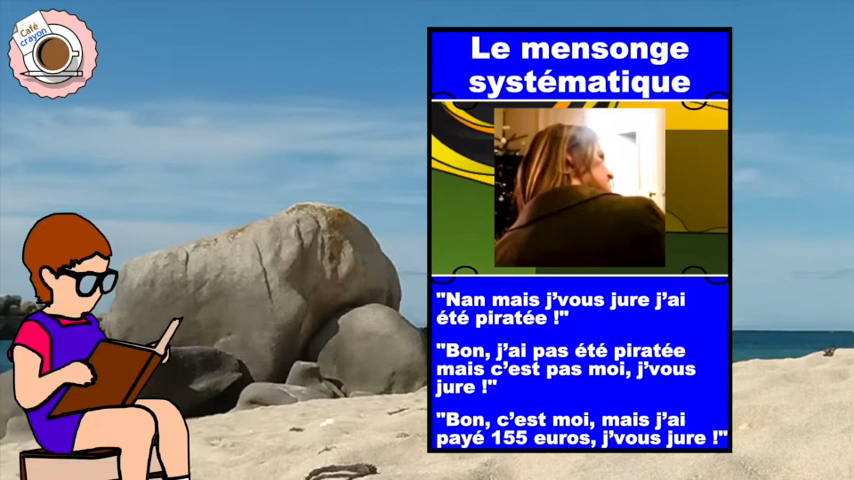 Café
crayon
Le mensonge
systématique
"Nan mais j'vous jure j'ai
été piratée !"
"Bon, j'ai pas été piratée
mais c'est pas moi, j'vous
jure !"
"Bon, c'est moi, mais j'ai
payé 155 euros, j'vous jure !"